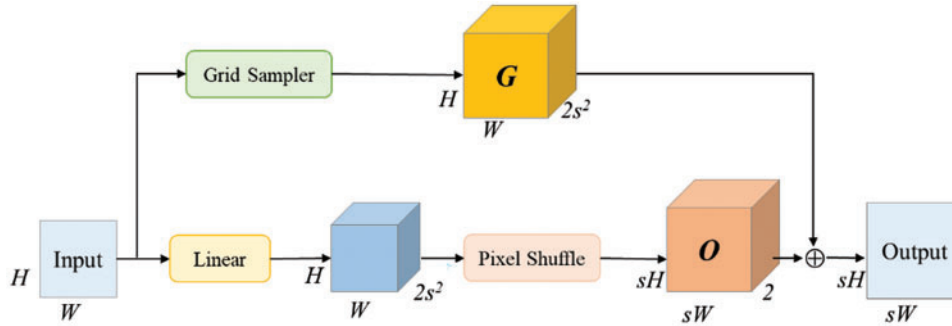 Grid Sampler
G
H
W
2s²
Input
H
W
Linear
H
W
2s²
Pixel Shuffle
O
sH
sW
2
Output
sH
sW